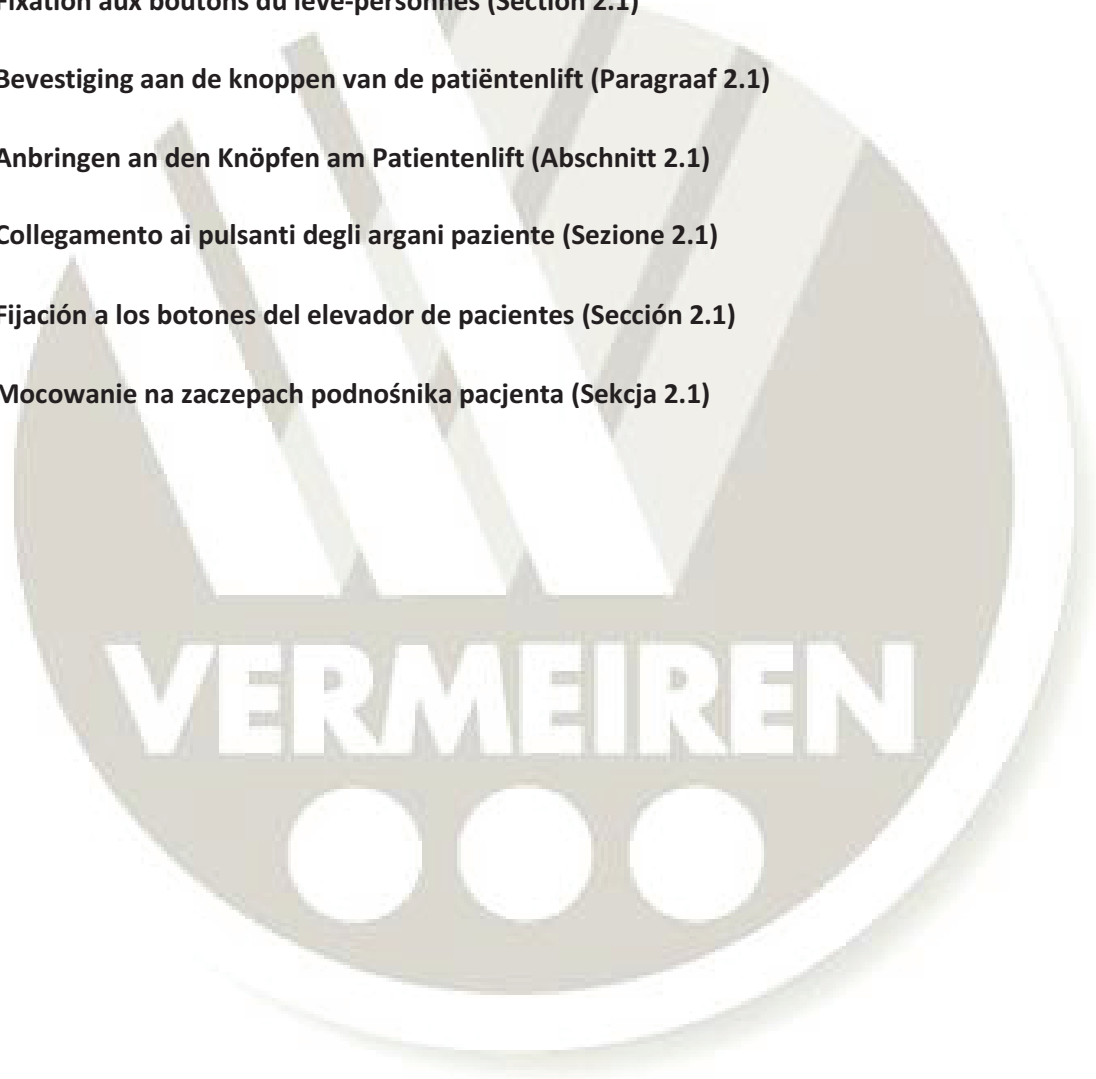 Fixation aux boutons du lève-personnes (Section 2.1)
Bevestiging aan de knoppen van de patiëntenlift (Paragraaf 2.1)
Anbringen an den Knöpfen am Patientenlift (Abschnitt 2.1)
Collegamento ai pulsanti degli argani paziente (Sezione 2.1)
Fijación a los botones del elevador de pacientes (Sección 2.1)
Mocowanie na zaczepach podnośnika pacjenta (Sekcja 2.1)
VERMEIREN